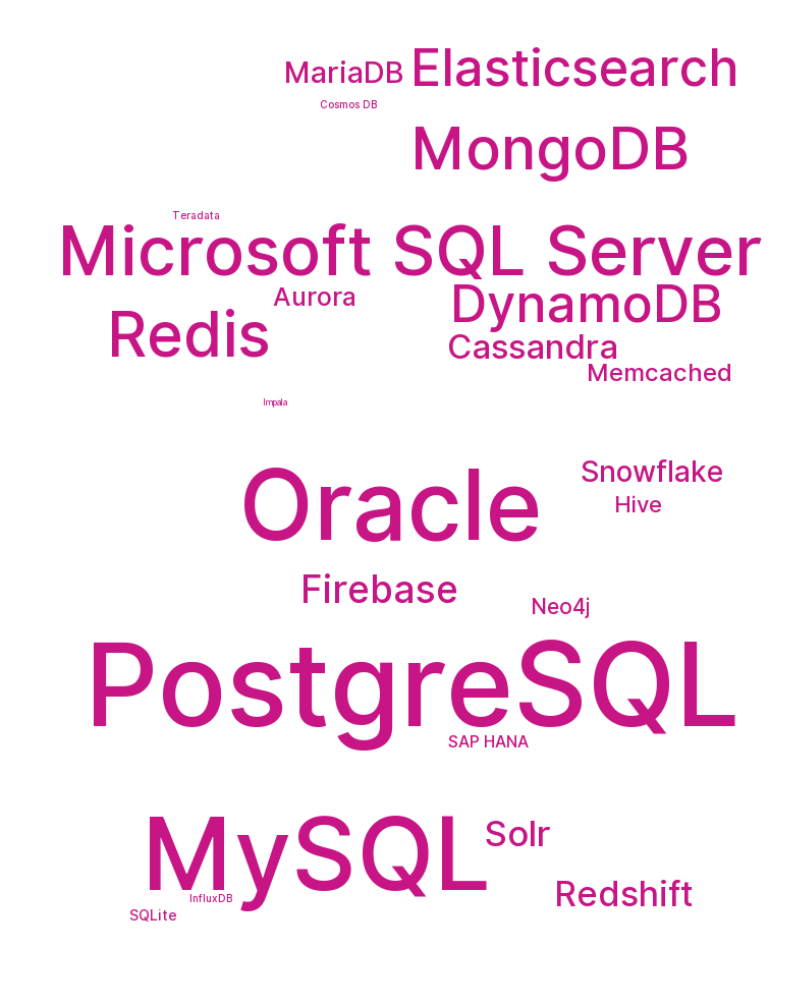 MariaDB
Elasticsearch
Cosmos DB
MongoDB
Teradata
Microsoft SQL Server
Aurora
DynamoDB
Redis
Cassandra
Memcached
Impala
Snowflake
Oracle
Hive
Firebase
Neo4j
PostgreSQL
SAP HANA
MySQL
Solr
Redshift
InfluxDB
SQLite